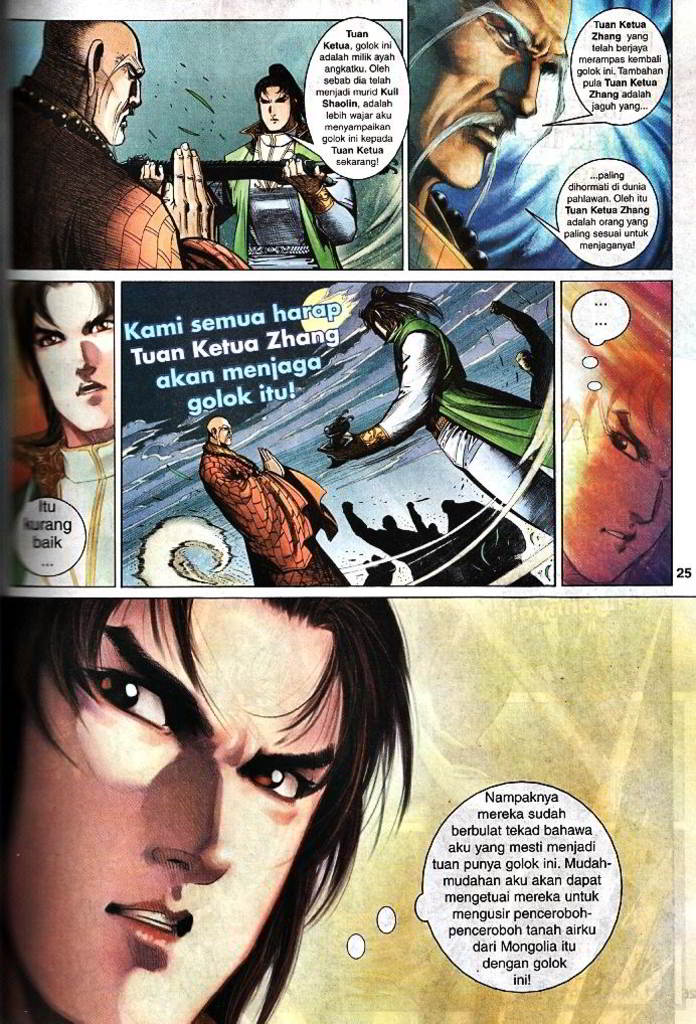 Tuan
Ketua, golok ini
adalah milik ayah
angkatku. Oleh
sebab dia telah
menjadi murid Kuil
Shaolin, adalah
lebih wajar aku
menyampaikan
golok ini kepada
Tuan Ketua
sekarang!
Tuan Ketua
Zhang yang
telah berjaya
merampas kembali
golok ini. Tambahan
pula Tuan Ketua
Zhang adalah
jaguh yang...
...paling
dihormati di dunia
pahlawan. Oleh itu
Tuan Ketua Zhang
adalah orang yang
paling sesuai untuk
menjaganya!
Itu
kurang
baik
...
Kami semua harap
Tuan Ketua Zhang
akan menjaga
golok itu!
...
...
25
Nampaknya
mereka sudah
berbulat tekad bahawa
aku yang mesti menjadi
tuan punya golok ini. Mudah-
mudahan aku akan dapat
mengetuai mereka untuk
mengusir penceroboh-
penceroboh tanah airku
dari Mongolia itu
dengan golok
ini!